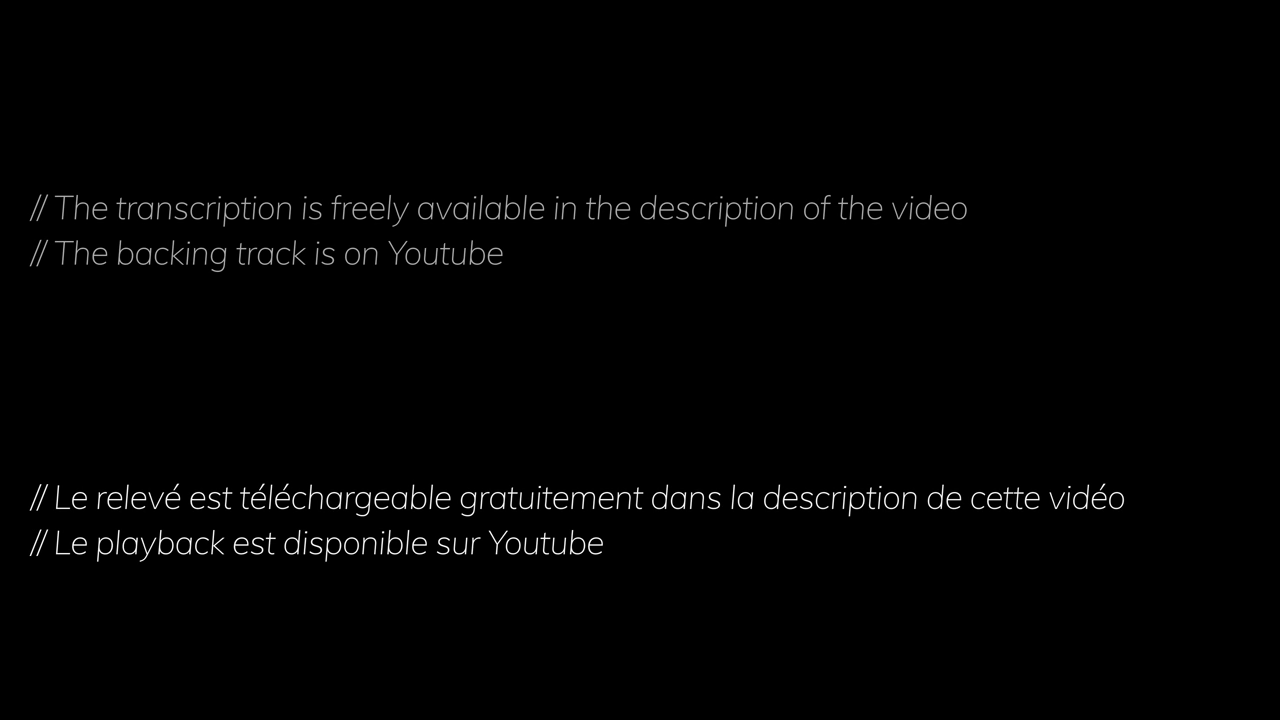 // The transcription is freely available in the description of the video
// The backing track is on Youtube
// Le relevé est téléchargeable gratuitement dans la description de cette vidéo
// Le playback est disponible sur Youtube